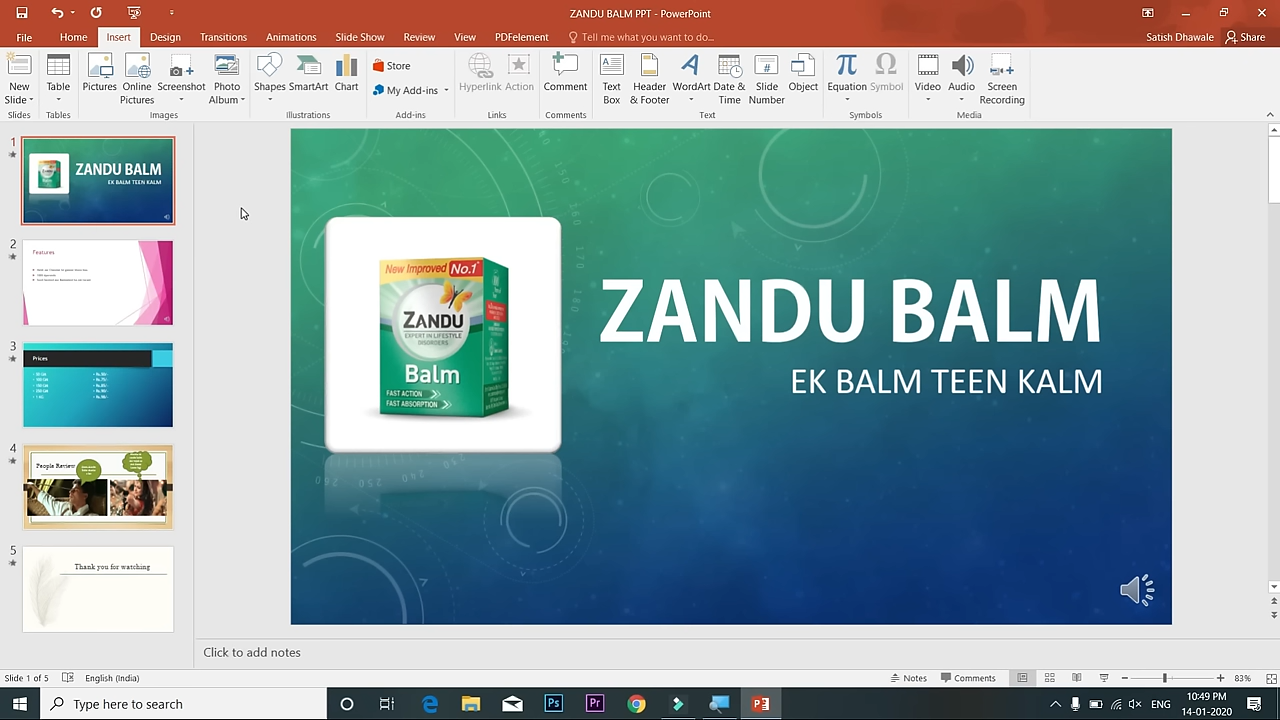 ZANDU BALM PPT - PowerPoint
File Home Insert Design Transitions Animations Slide Show Review View PDFelement Tell me what you want to do... Satish Dhawale Share
New Slide Table Pictures Online Pictures Screenshot Photo Album Shapes SmartArt Chart Store My Add-ins Hyperlink Action Comment Text Box Header & Footer WordArt Date & Time Slide Number Object Equation Symbol Video Audio Screen Recording
Slides Tables Images Illustrations Add-ins Links Comments Text Symbols Media
1
ZANDU BALM
EK BALM TEEN KALM
2
Features
3
Prices
4
People Review
5
Thank you for watching
New Improved No.1
ZANDU
EXPERT IN LIFESTYLE
DISORDERS
Balm
FAST ACTION
FAST ABSORPTION
ZANDU BALM
EK BALM TEEN KALM
Click to add notes
Slide 1 of 5 English (India) Notes Comments 83%
Type here to search
ENG
10:49 PM
14-01-2020